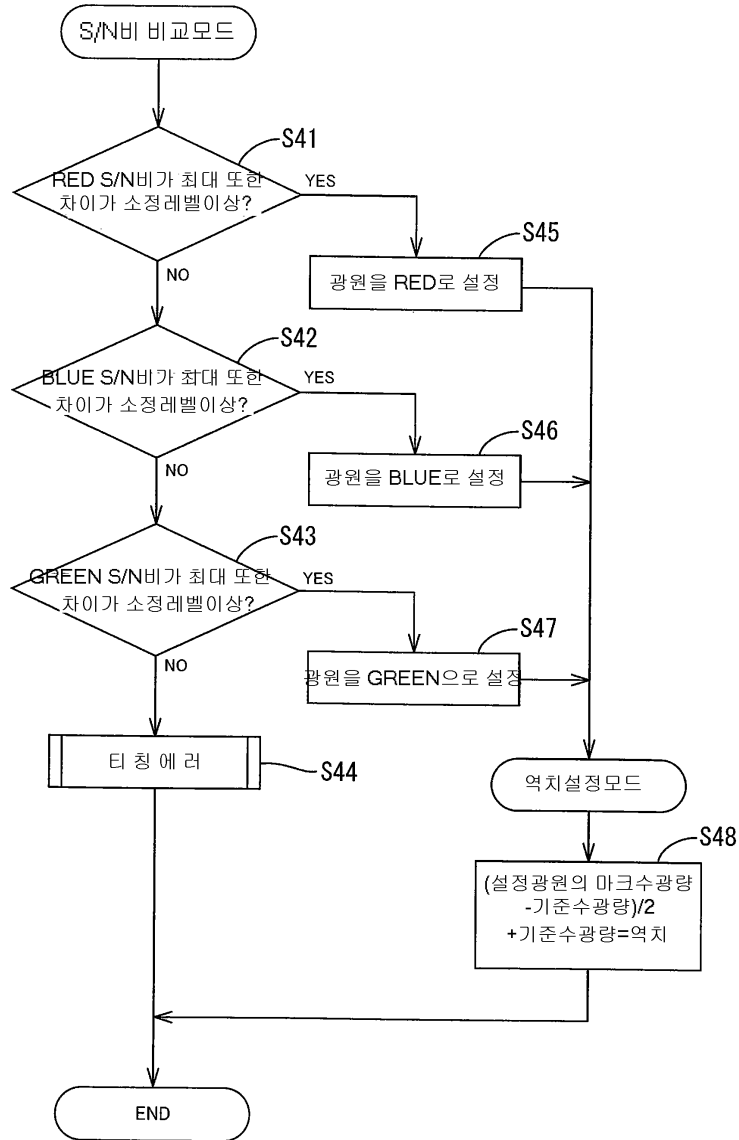 S/N비 비교모드
S41
RED S/N비가 최대 또한
차이가 소정레벨이상?
YES
NO
S45
광원을 RED로 설정
S42
BLUE S/N비가 최대 또한
차이가 소정레벨이상?
YES
NO
S46
광원을 BLUE로 설정
S43
GREEN S/N비가 최대 또한
차이가 소정레벨이상?
YES
NO
S47
광원을 GREEN으로 설정
티 칭 에 러
S44
역치설정모드
S48
(설정광원의 마크수광량
-기준수광량)/2
+기준수광량=역치
END